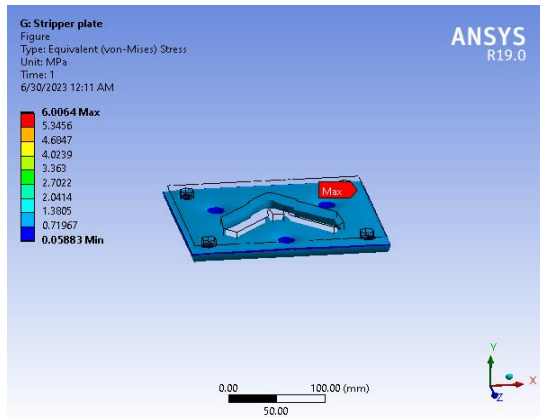 G: Stripper plate
Figure
Type: Equivalent (von-Mises) Stress
Unit: MPa
Time: 1
6/30/2023 12:11 AM
ANSYS
R19.0
6.0064 Max
5.3456
4.6847
4.0239
3.363
2.7022
2.0414
1.3805
0.71967
0.05883 Min
Max
0.00 100.00 (mm)
50.00
Y
X
Z